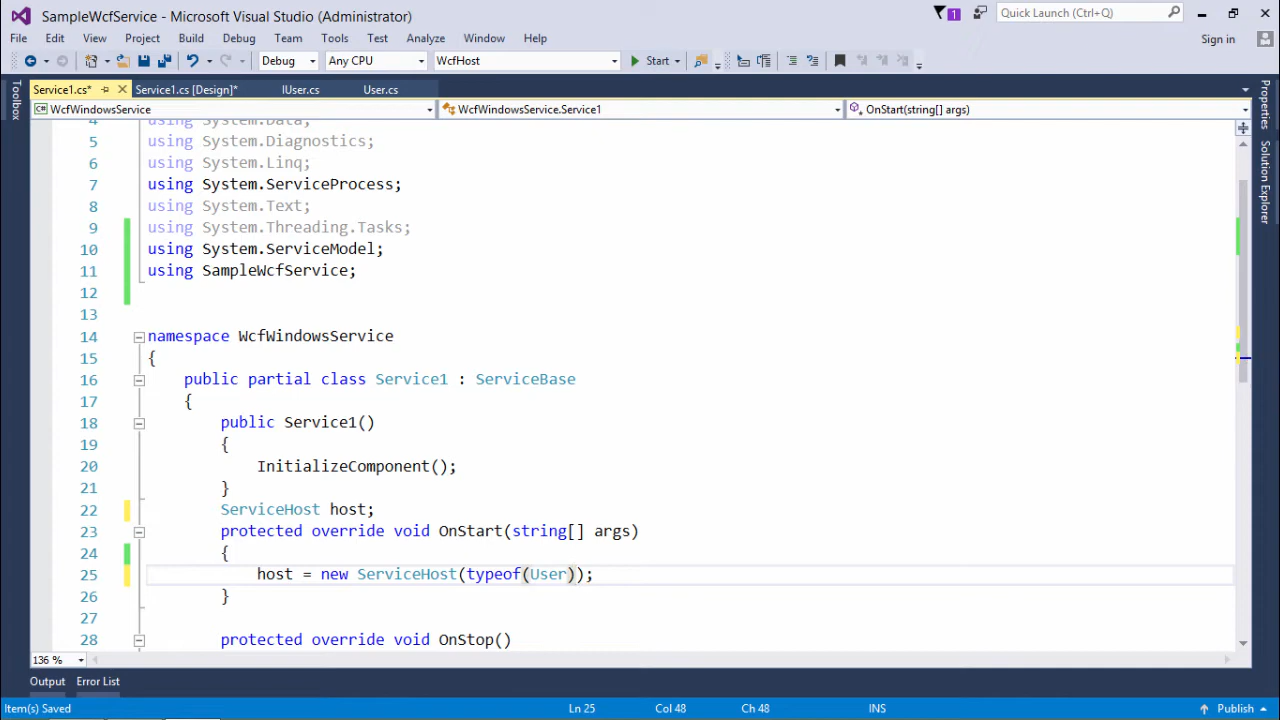 SampleWcfService - Microsoft Visual Studio (Administrator)
1
Quick Launch (Ctrl+Q)
File Edit View Project Build Debug Team Tools Test Analyze Window Help
Sign in
Debug Any CPU WcfHost Start
Service1.cs* Service1.cs [Design]* IUser.cs User.cs
WcfWindowsService WcfWindowsService.Service1 OnStart(string[] args)
Toolbox
Properties
Solution Explorer
4 using System.Data;
5 using System.Diagnostics;
6 using System.Linq;
7 using System.ServiceProcess;
8 using System.Text;
9 using System.Threading.Tasks;
10 using System.ServiceModel;
11 using SampleWcfService;
12
13
14 namespace WcfWindowsService
15 {
16 public partial class Service1 : ServiceBase
17 {
18 public Service1()
19 {
20 InitializeComponent();
21 }
22 ServiceHost host;
23 protected override void OnStart(string[] args)
24 {
25 host = new ServiceHost(typeof(User));
26 }
27
28 protected override void OnStop()
136 %
Output Error List
Item(s) Saved Ln 25 Col 48 Ch 48 INS Publish